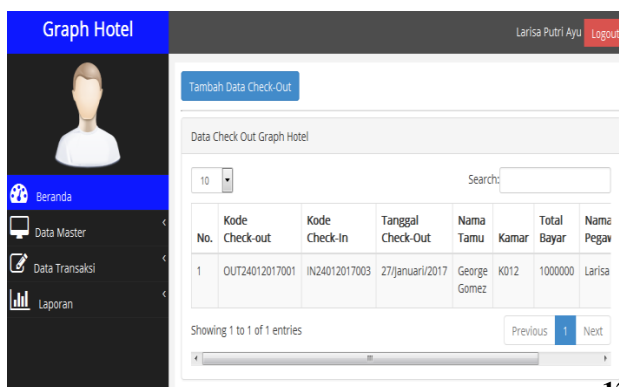 Graph Hotel
Larisa Putri Ayu Logout
Tambah Data Check-Out
Data Check Out Graph Hotel
10 Search:
Beranda
Data Master
Data Transaksi
Laporan
No. Kode Check-out Kode Check-In Tanggal Check-Out Nama Tamu Kamar Total Bayar Nama
1 OUT24012017001 IN24012017003 27/Januari/2017 George Gomez K012 1000000 Larisa
Showing 1 to 1 of 1 entries
Previous 1 Next